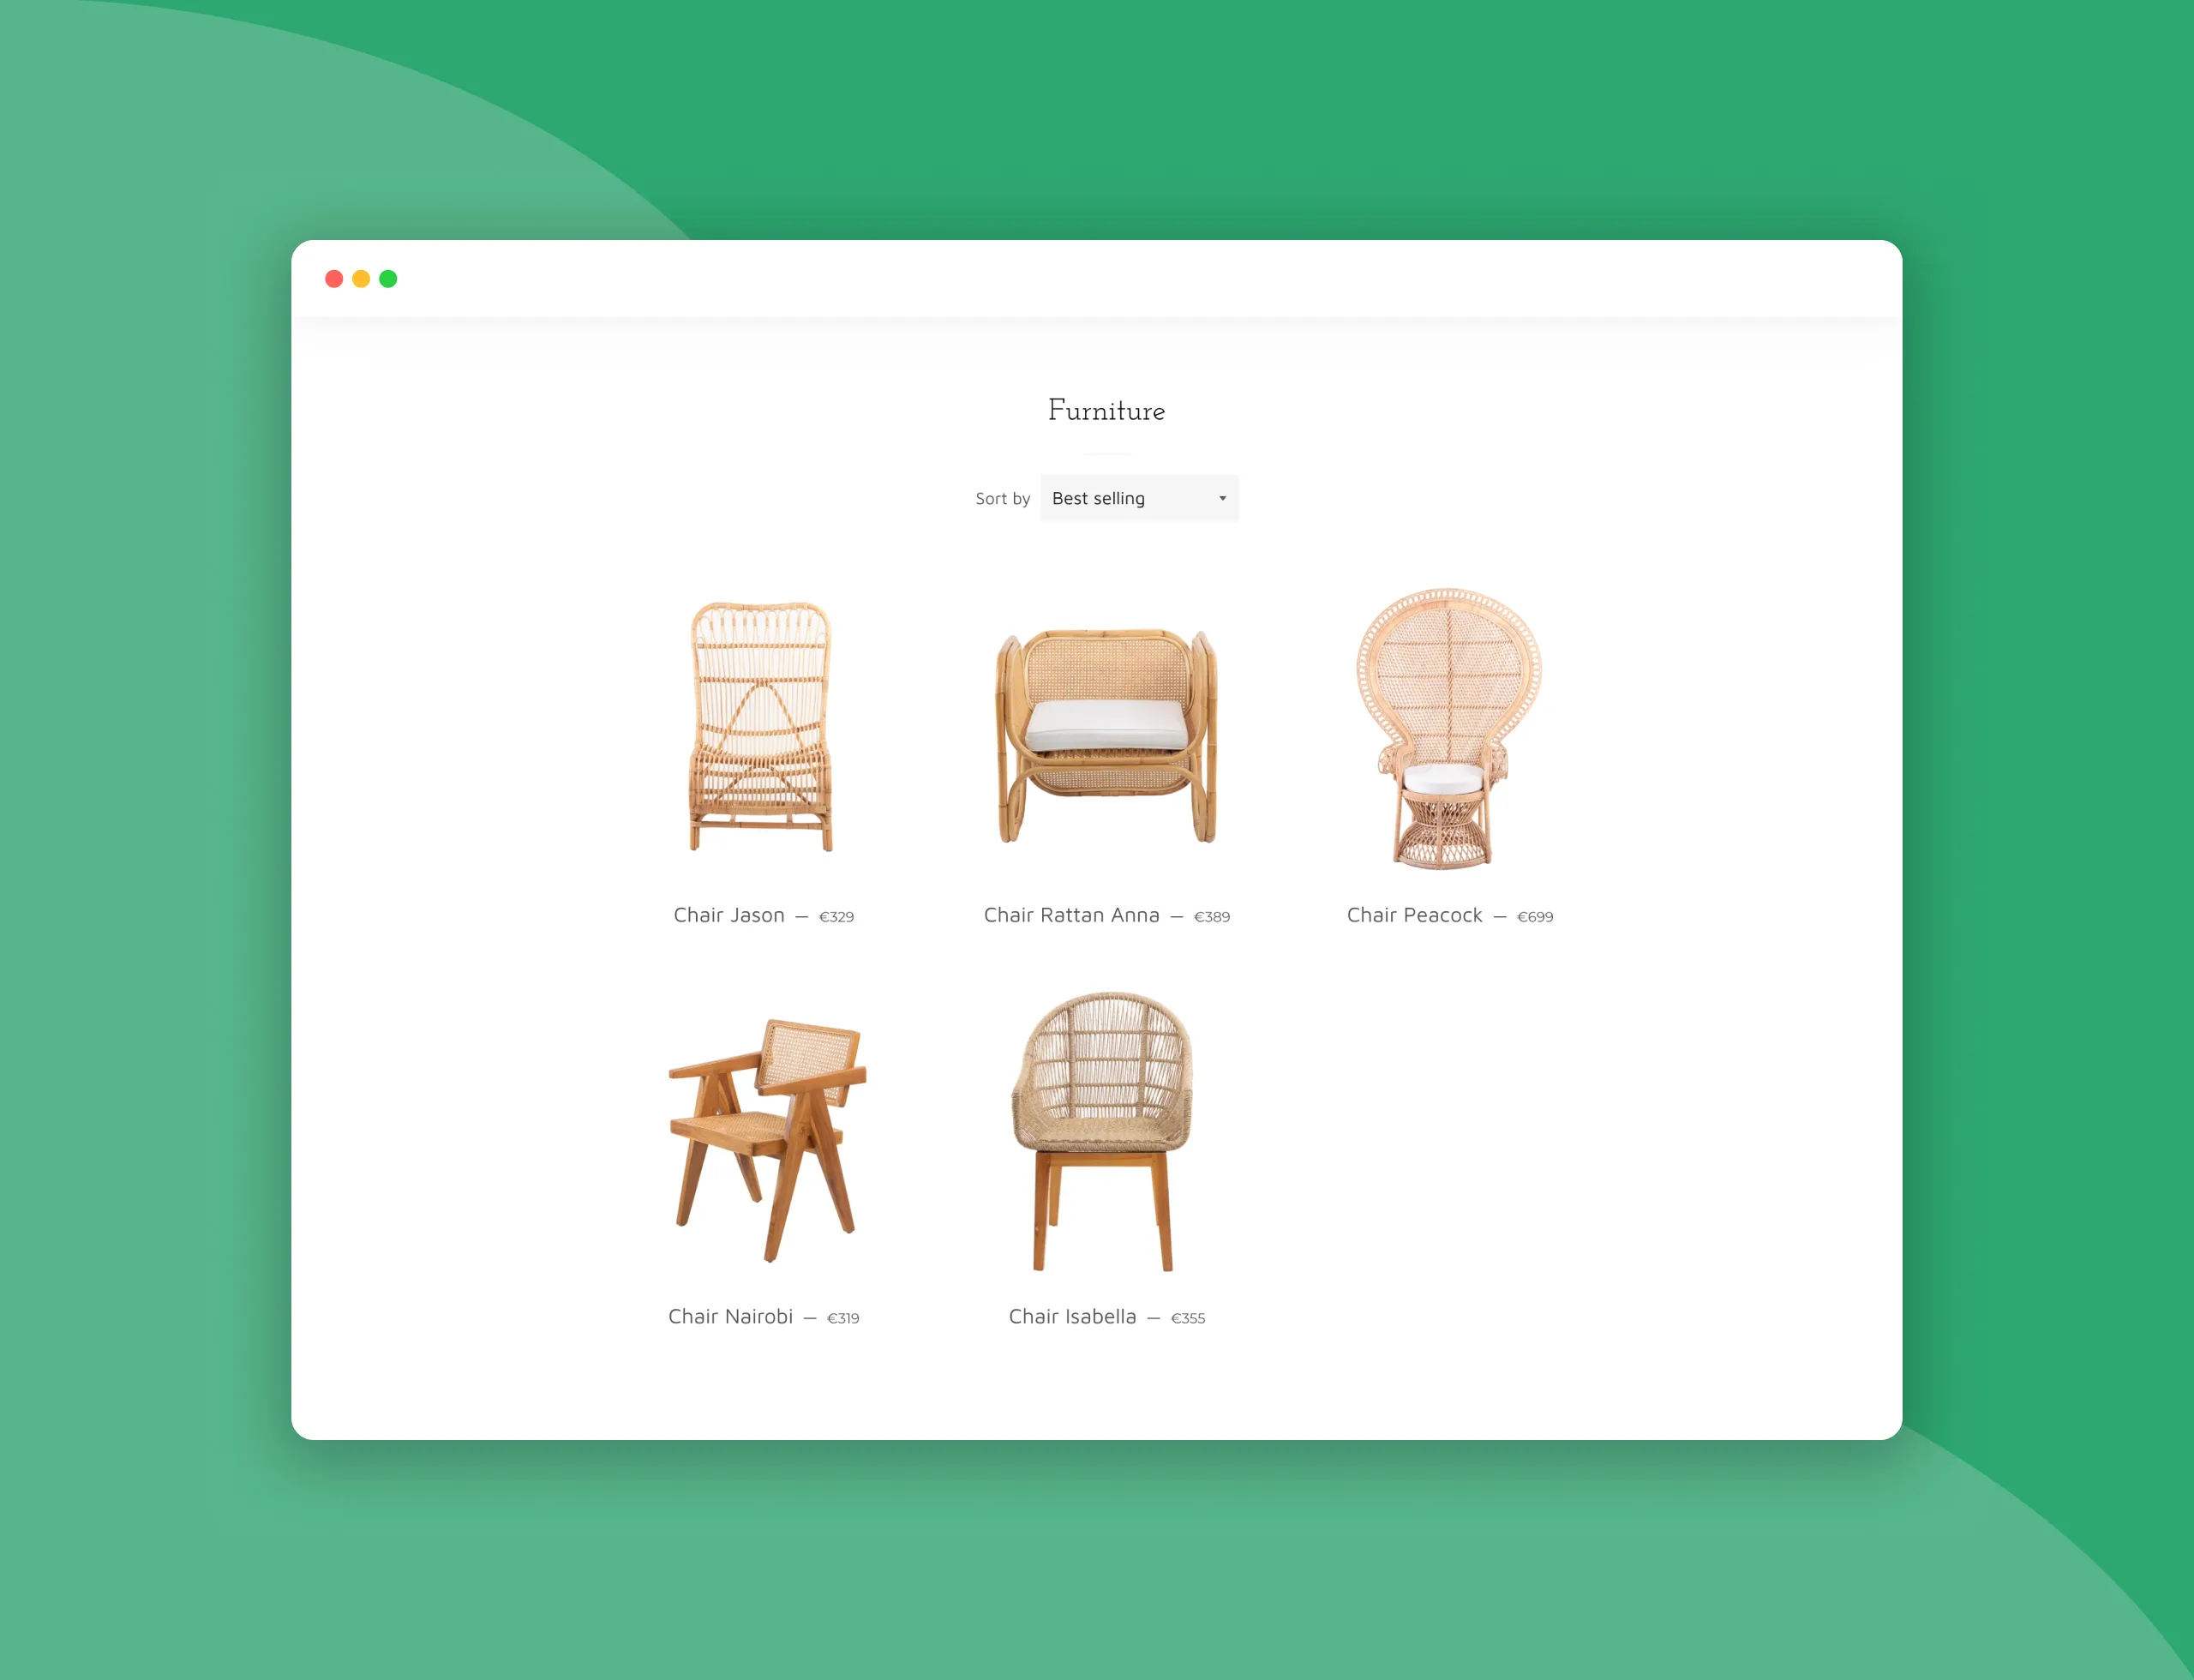 Furniture
Sort by Best selling
Chair Jason — €329
Chair Rattan Anna — €389
Chair Peacock — €699
Chair Nairobi — €319
Chair Isabella — €355